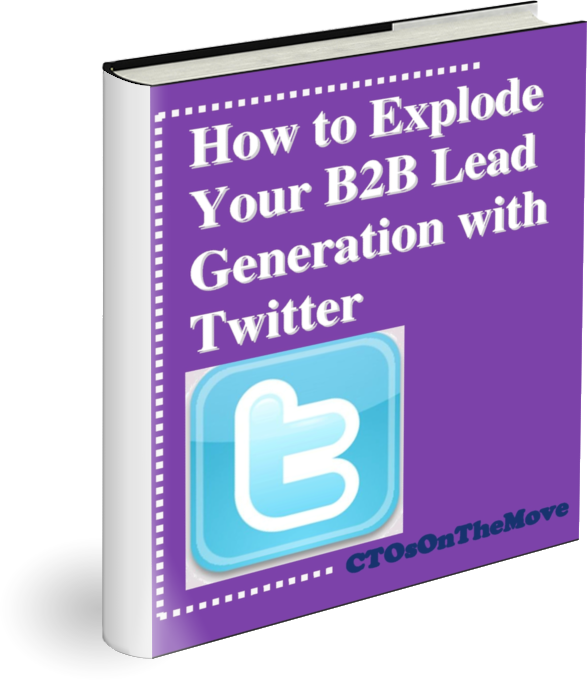 How to Explode
Your B2B Lead
Generation with
Twitter
t
CTOsOnTheMove